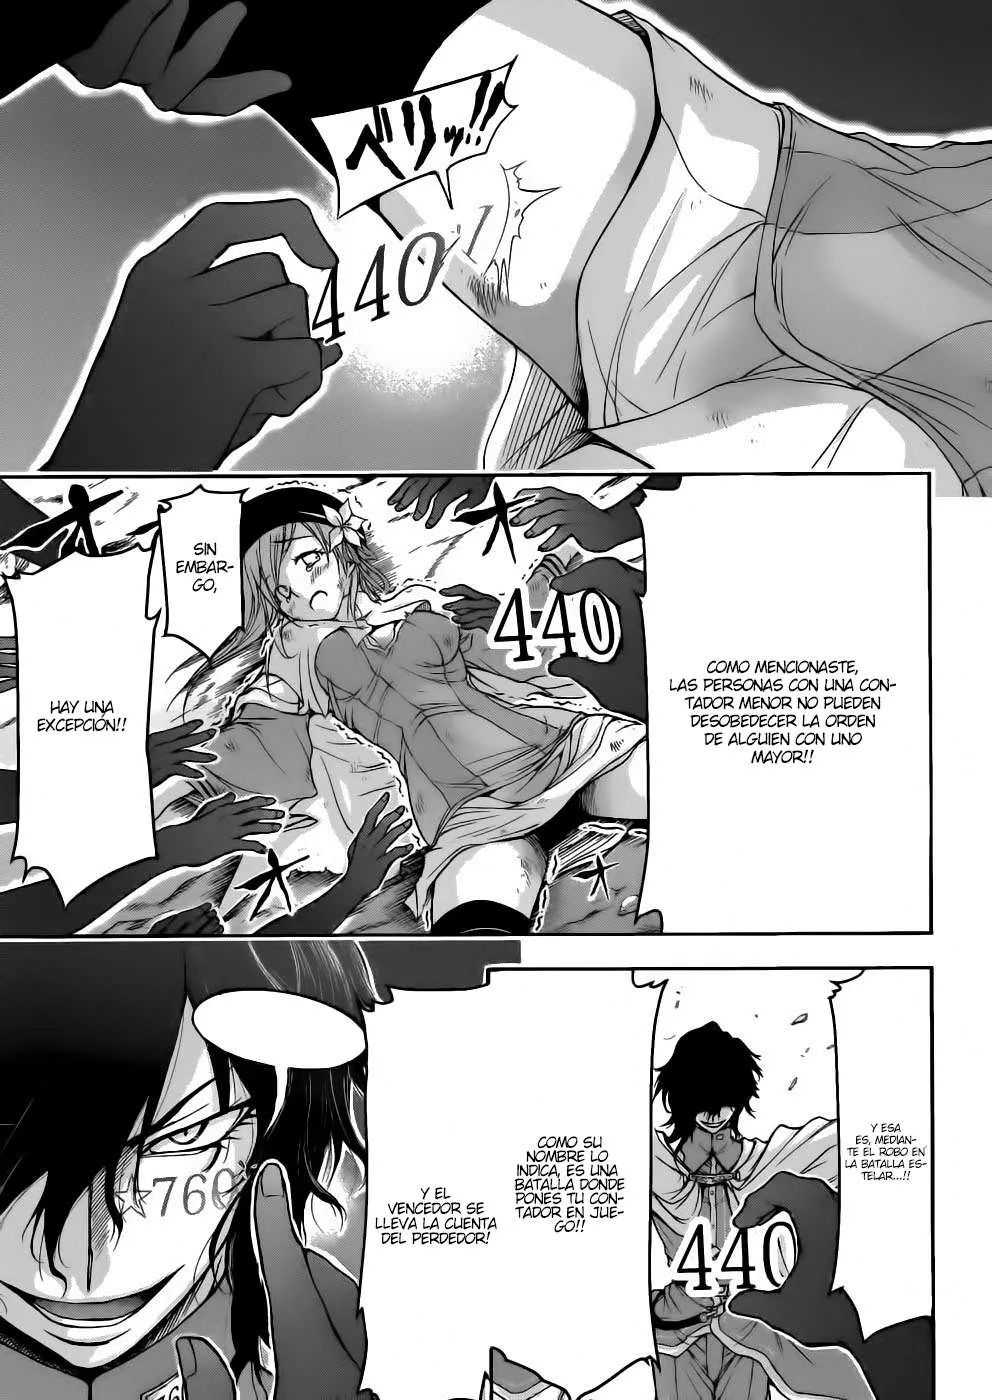 ベリッ!!
440
1
COMO MENCIONASTE,
LAS PERSONAS CON UNA CON-
TADOR MENOR NO PUEDEN
DESOBEDECER LA ORDEN
DE ALGUIEN CON UNO
MAYOR!!
440
SIN
EMBAR-
GO,
HAY UNA
EXCEPCIÓN!!
Y ESA
ES, MEDIAN-
TE EL ROBO EN
LA BATALLA ES-
TELAR...!!
440
COMO SU
NOMBRE LO
INDICA, ES UNA
BATALLA DONDE
PONES TU CON-
TADOR EN JUE-
GO!!
Y EL
VENCEDOR SE
LLEVA LA CUENTA
DEL PERDEDOR!
☆760
760